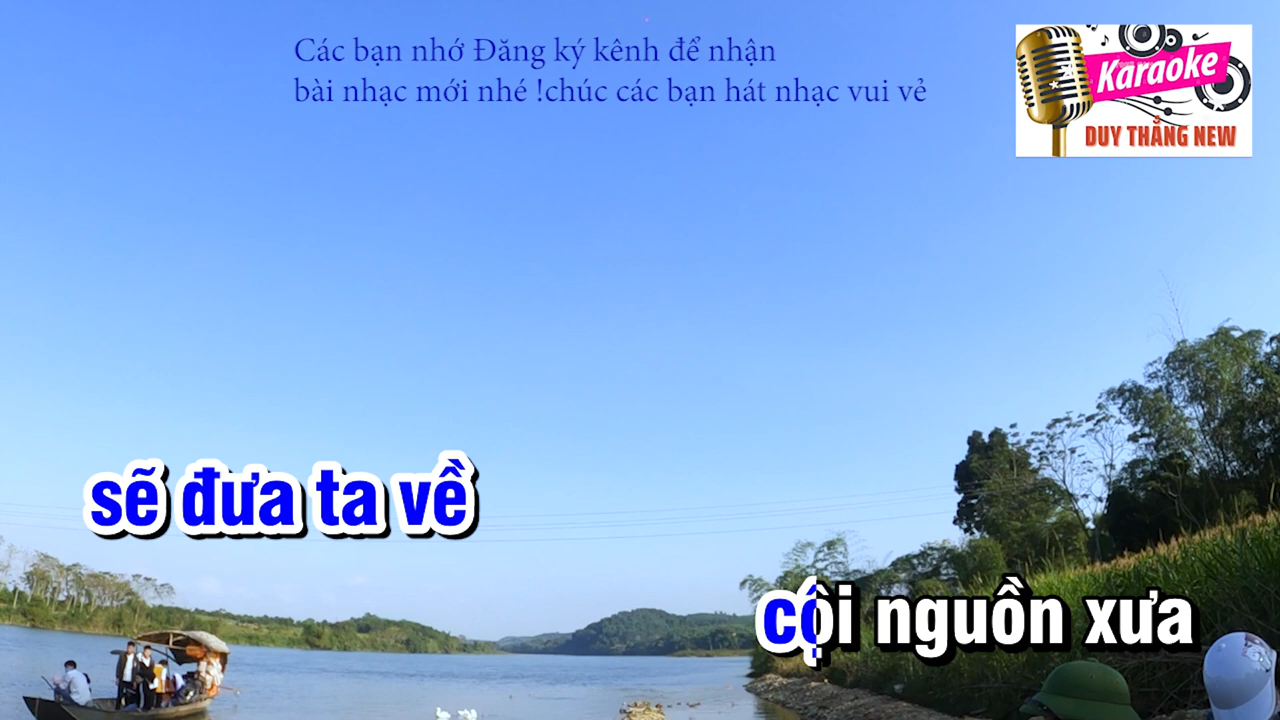 Các bạn nhớ Đăng ký kênh để nhận
bài nhạc mới nhé !chúc các bạn hát nhạc vui vẻ
Karaoke
DUY THẮNG NEW
sẽ đưa ta về
cội nguồn xưa